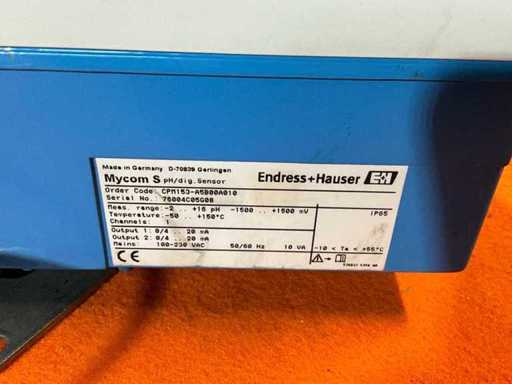 Made in Germany D-70839 Gerlingen
Mycom S pH/dig.Sensor Endress+Hauser EH
Order Code: CPM153-A5B00A010
Serial No.: 76004C05G08
Meas. range: -2 .. +16 pH -1500 .. +1500 mV IP65
Temperature: -50 .. +150°C
Channels: 1
Output 1: 0/4 .. 20 mA
Output 2: 0/4 .. 20 mA
Mains: 100-230 VAC 50/60 Hz 10 VA -10 < Ta < +55°C
CE